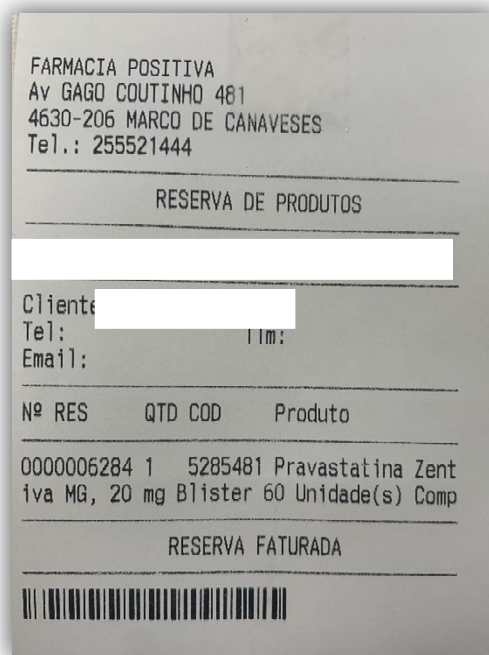 FARMACIA POSITIVA
Av GAGO COUTINHO 481
4630-206 MARCO DE CANAVESES
Tel.: 255521444
RESERVA DE PRODUTOS
Cliente
Tel: Tlm:
Email:
Nº RES QTD COD Produto
0000006284 1 5285481 Pravastatina Zent
iva MG, 20 mg Blister 60 Unidade(s) Comp
RESERVA FATURADA